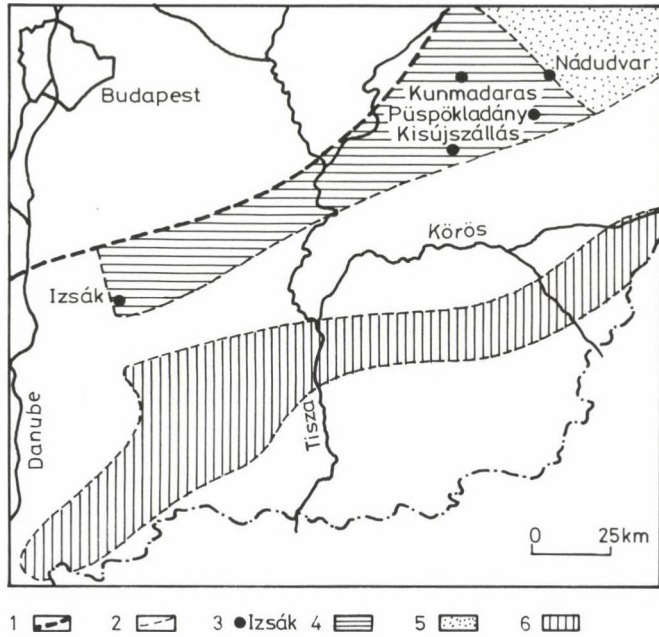 Budapest
Nádudvar
Kunmadaras
Püspökladány
Kisújszállás
Körös
Izsák
Danube
Tisza
0 25km
1 2 3 Izsák 4 5 6